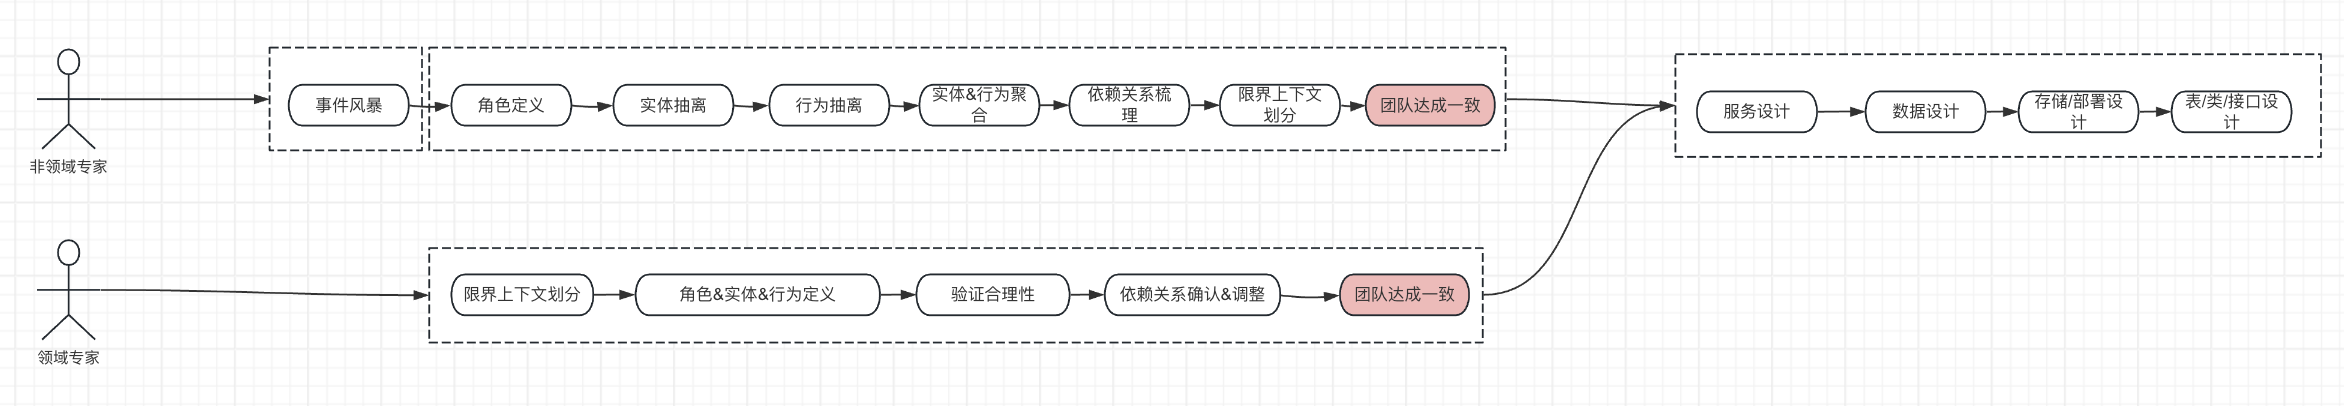 事件风暴
角色定义
实体抽离
行为抽离
实体&行为聚
合
依赖关系梳
理
限界上下文
划分
团队达成一致
服务设计
数据设计
存储/部署设
计
表/类/接口设
计
非领域专家
限界上下文划分
角色&实体&行为定义
验证合理性
依赖关系确认&调整
团队达成一致
领域专家